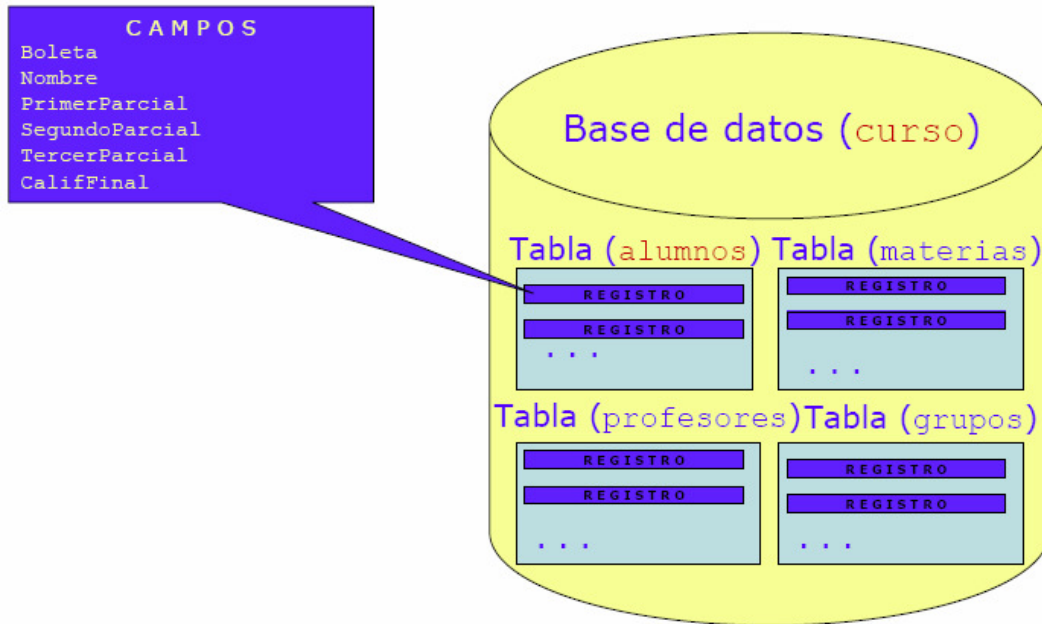 CAMPOS
Boleta
Nombre
PrimerParcial
SegundoParcial
TercerParcial
CalifFinal
Base de datos (curso)
Tabla (alumnos)
REGISTRO
REGISTRO
...
Tabla (materias)
REGISTRO
REGISTRO
...
Tabla (profesores)
REGISTRO
REGISTRO
...
Tabla (grupos)
REGISTRO
REGISTRO
...